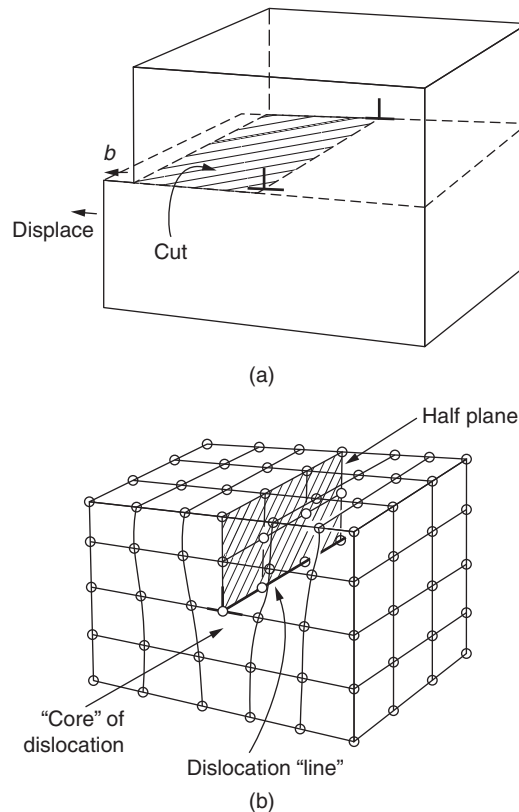 b
Displace
Cut
(a)
Half plane
“Core” of
dislocation
Dislocation “line”
(b)